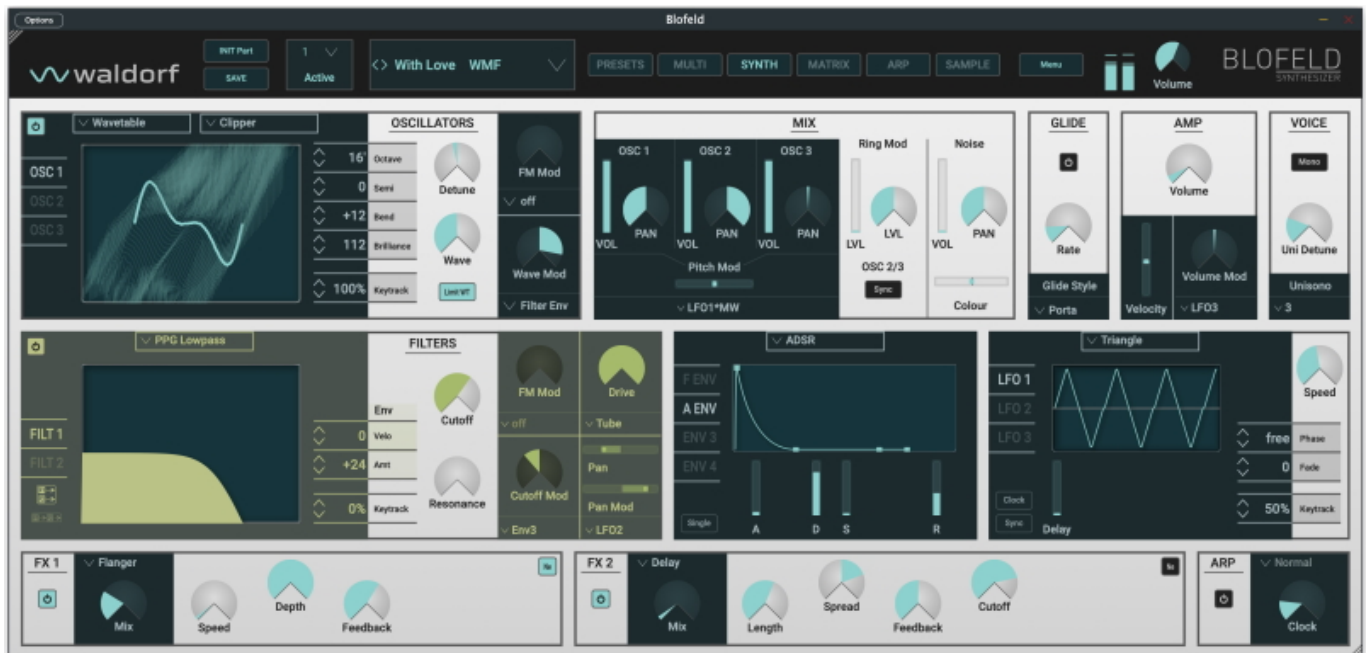 Options
Blofeld
waldorf
INIT Part
SAVE
1
Active
<> With Love WMF
PRESETS
MULTI
SYNTH
MATRIX
ARP
SAMPLE
Menu
Volume
BLOFELD
SYNTHESIZER
Wavetable
Clipper
OSCILLATORS
OSC 1
OSC 2
OSC 3
16' Octave
0 Semi
+12 Bend
112 Brilliance
100% Keytrack
Detune
Wave
Limit WT
FM Mod
off
Wave Mod
Filter Env
MIX
OSC 1
OSC 2
OSC 3
VOL
PAN
VOL
PAN
VOL
PAN
Pitch Mod
LFO1*MW
Ring Mod
LVL
LVL
OSC 2/3
Sync
Noise
VOL
PAN
Colour
GLIDE
Rate
Glide Style
Porta
AMP
Volume
Velocity
Volume Mod
LFO3
VOICE
Mono
Uni Detune
Unisono
3
PPG Lowpass
FILTERS
FILT 1
FILT 2
Env
0 Velo
+24 Amt
0% Keytrack
Cutoff
Resonance
FM Mod
off
Cutoff Mod
Env3
Drive
Tube
Pan
Pan Mod
LFO2
ADSR
F ENV
A ENV
ENV 3
ENV 4
Single
A
D
S
R
Triangle
LFO 1
LFO 2
LFO 3
Clock
Sync
Delay
Speed
free Phase
0 Fade
50% Keytrack
FX 1
Flanger
Mix
Speed
Depth
Feedback
FX 2
Delay
Mix
Length
Spread
Feedback
Cutoff
ARP
Normal
Clock